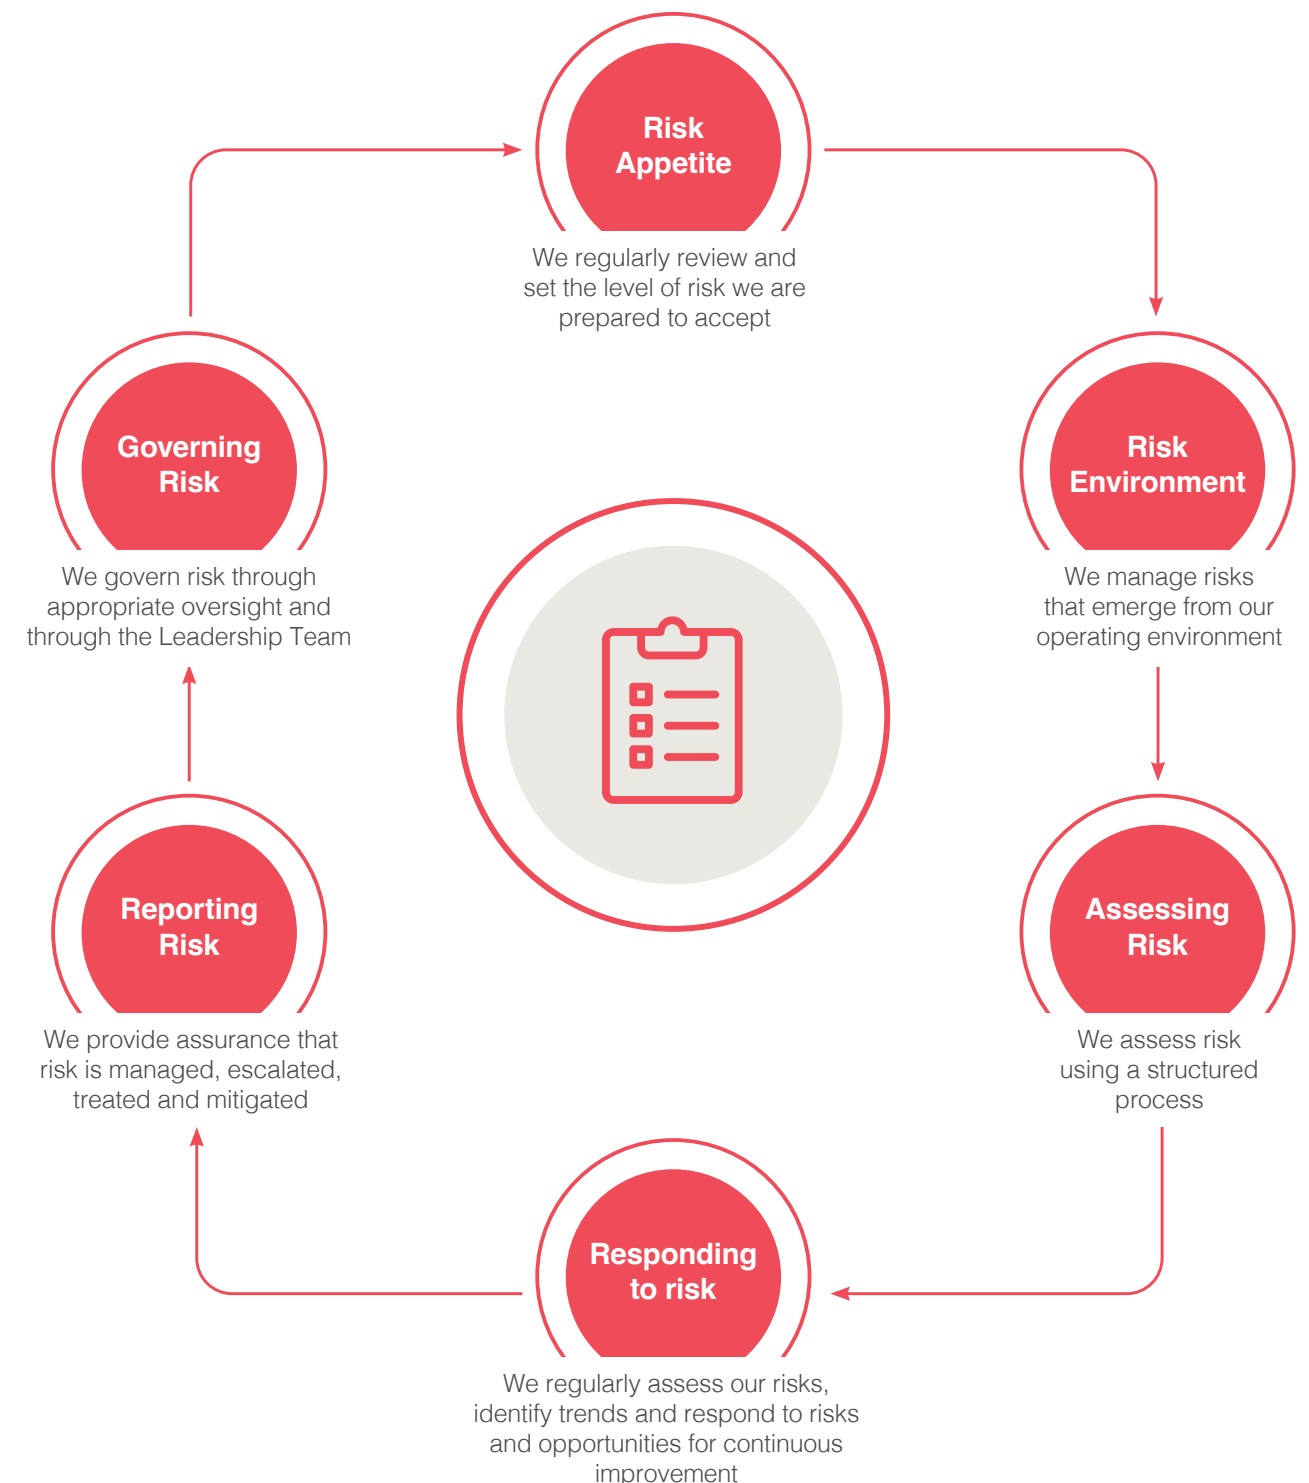 Risk
Appetite
We regularly review and
set the level of risk we are
prepared to accept
Risk
Environment
We manage risks
that emerge from our
operating environment
Assessing
Risk
We assess risk
using a structured
process
Responding
to risk
We regularly assess our risks,
identify trends and respond to risks
and opportunities for continuous
improvement
Reporting
Risk
We provide assurance that
risk is managed, escalated,
treated and mitigated
Governing
Risk
We govern risk through
appropriate oversight and
through the Leadership Team